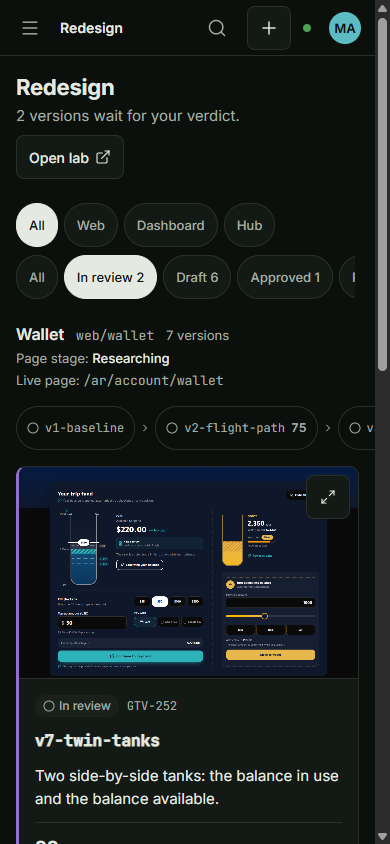 Redesign
MA
Redesign
2 versions wait for your verdict.
Open lab
All
Web
Dashboard
Hub
All
In review 2
Draft 6
Approved 1
Wallet web/wallet 7 versions
Page stage: Researching
Live page: /ar/account/wallet
v1-baseline
v2-flight-path 75
Your trip fund
$220.00
2,350
$ 50
1000
In review
GTV-252
v7-twin-tanks
Two side-by-side tanks: the balance in use
and the balance available.